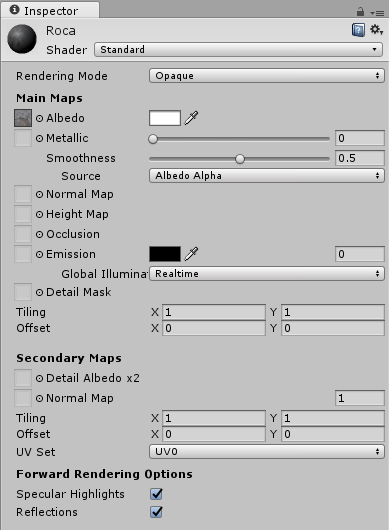 Inspector
Roca
Shader Standard
Rendering Mode Opaque
Main Maps
Albedo
Metallic 0
Smoothness 0.5
Source Albedo Alpha
Normal Map
Height Map
Occlusion
Emission 0
Global Illuminat Realtime
Detail Mask
Tiling X 1 Y 1
Offset X 0 Y 0
Secondary Maps
Detail Albedo x2
Normal Map 1
Tiling X 1 Y 1
Offset X 0 Y 0
UV Set UV0
Forward Rendering Options
Specular Highlights
Reflections